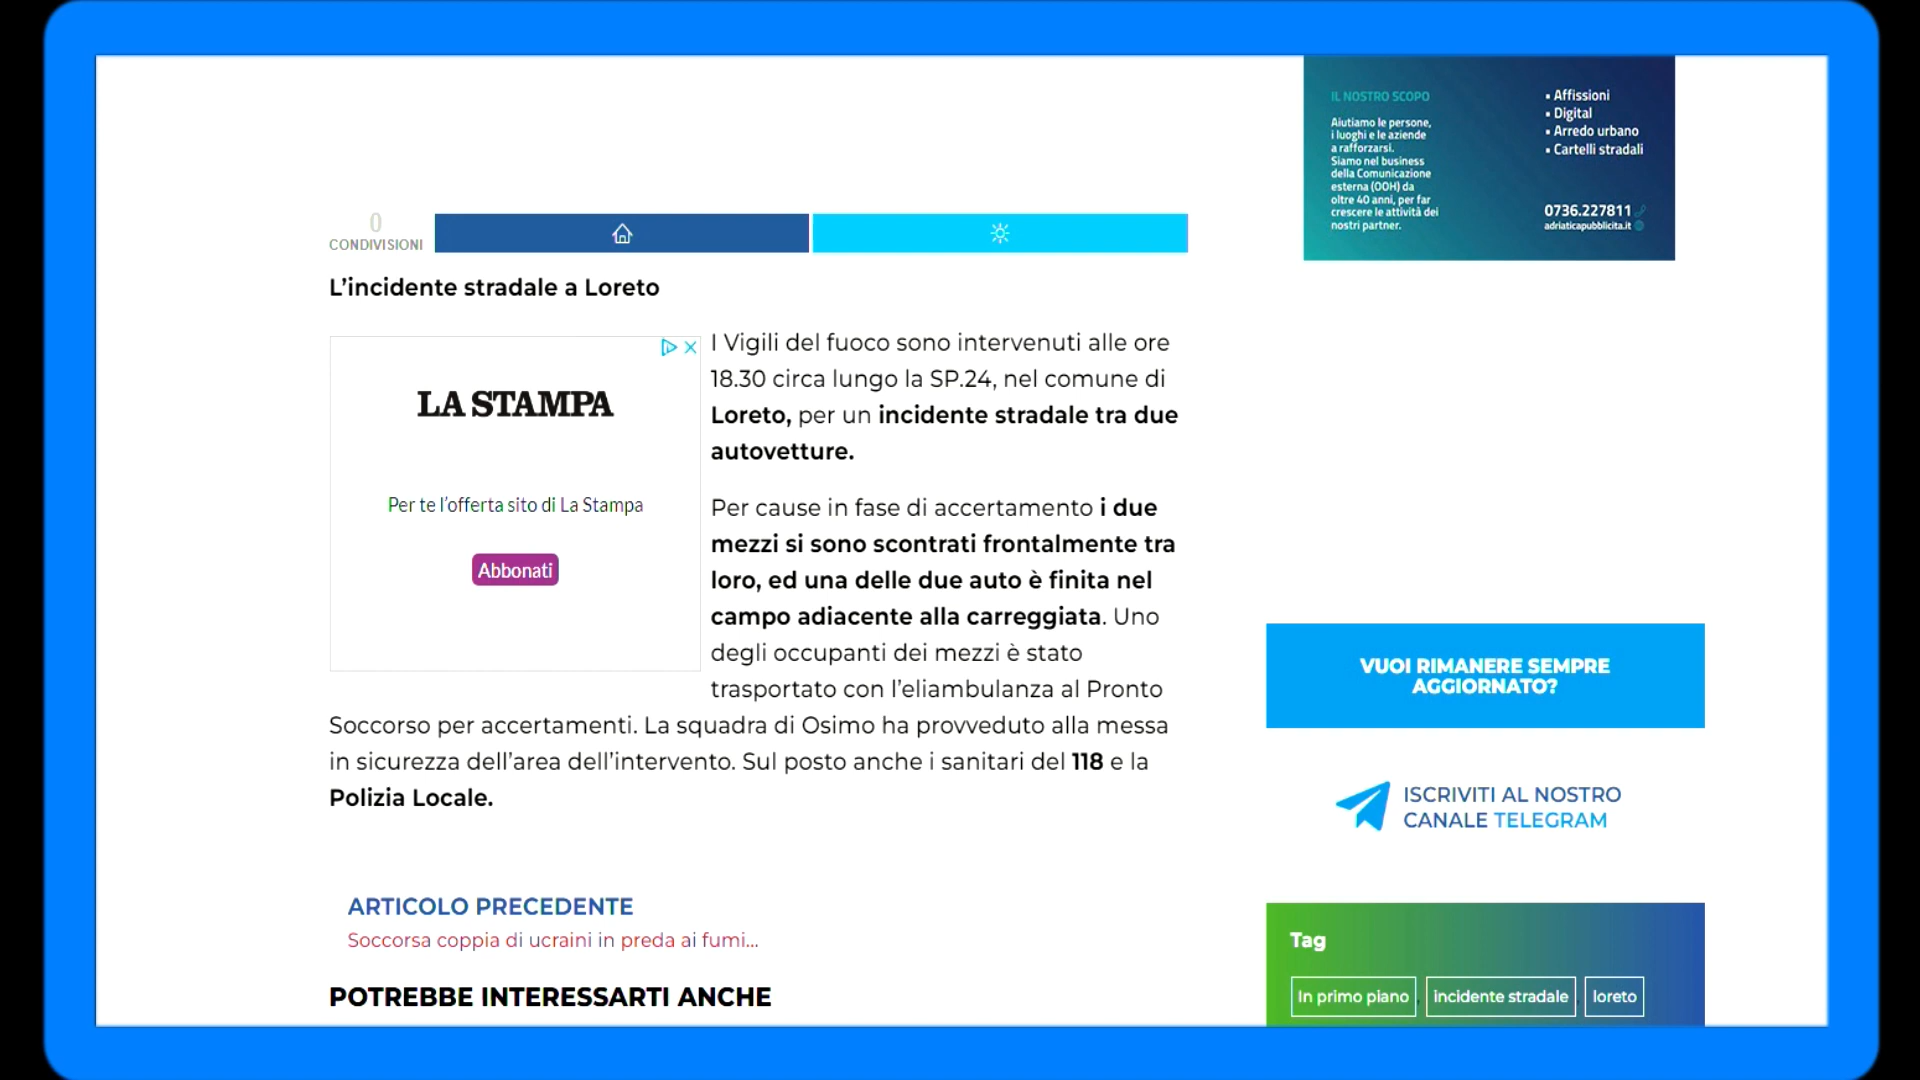 IL NOSTRO SCOPO
Aiutiamo le persone,
i luoghi e le aziende
a rafforzarsi.
Siamo nel business
della Comunicazione
esterna (OOH) da
oltre 40 anni, per far
crescere le attività dei
nostri partner.
• Affissioni
• Digital
• Arredo urbano
• Cartelli stradali
0736.227811
adriaticapubblicita.it
0
CONDIVISIONI
L’incidente stradale a Loreto
LA STAMPA
Per te l’offerta sito di La Stampa
Abbonati
I Vigili del fuoco sono intervenuti alle ore
18.30 circa lungo la SP.24, nel comune di
Loreto, per un incidente stradale tra due
autovetture.
Per cause in fase di accertamento i due
mezzi si sono scontrati frontalmente tra
loro, ed una delle due auto è finita nel
campo adiacente alla carreggiata. Uno
degli occupanti dei mezzi è stato
trasportato con l’eliambulanza al Pronto
Soccorso per accertamenti. La squadra di Osimo ha provveduto alla messa
in sicurezza dell’area dell’intervento. Sul posto anche i sanitari del 118 e la
Polizia Locale.
ARTICOLO PRECEDENTE
Soccorsa coppia di ucraini in preda ai fumi...
POTREBBE INTERESSARTI ANCHE
VUOI RIMANERE SEMPRE
AGGIORNATO?
ISCRIVITI AL NOSTRO
CANALE TELEGRAM
Tag
In primo piano, incidente stradale, loreto